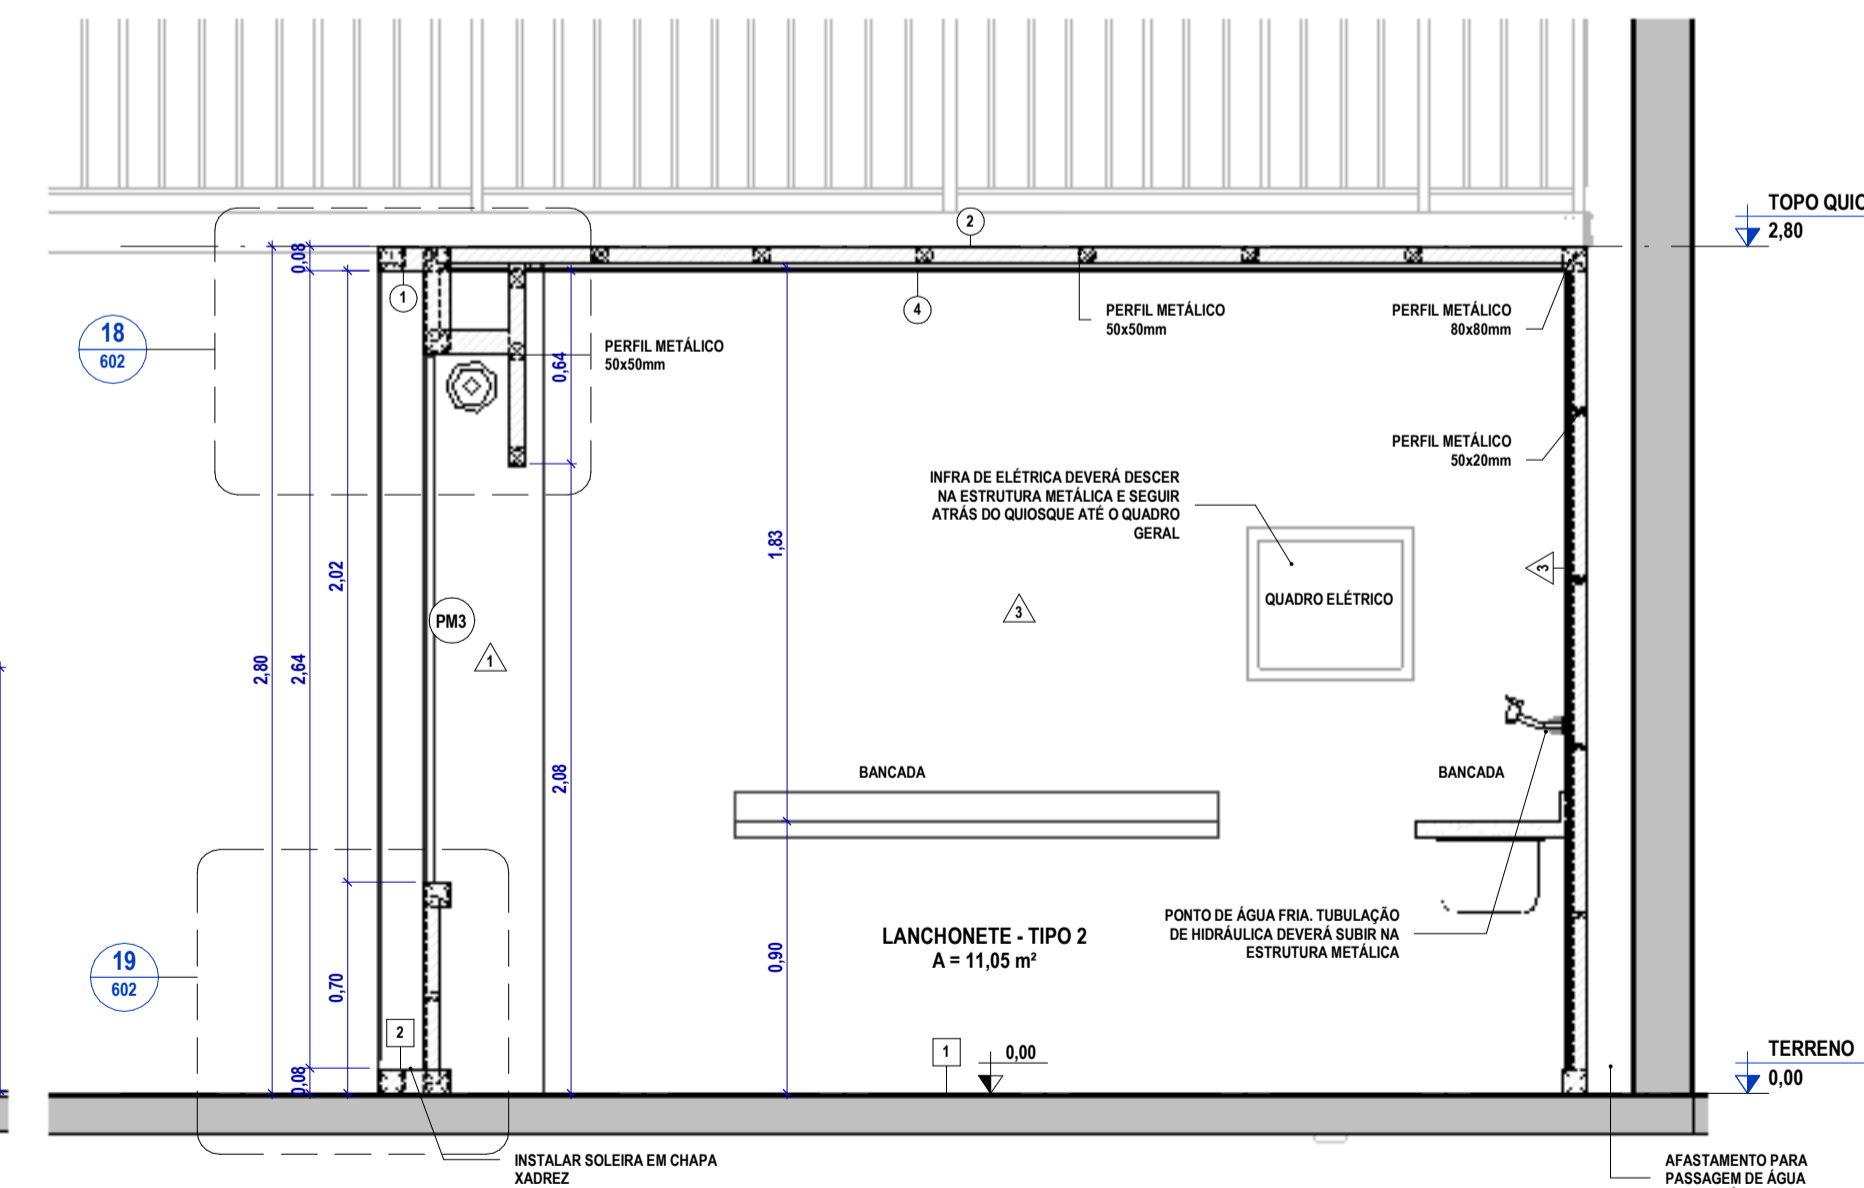 TOPO QUIO
2,80
2
0,08
1
4
18
602
PERFIL METÁLICO
50x50mm
PERFIL METÁLICO
50x50mm
PERFIL METÁLICO
80x80mm
0,64
PERFIL METÁLICO
50x20mm
INFRA DE ELÉTRICA DEVERÁ DESCER
NA ESTRUTURA METÁLICA E SEGUIR
ATRÁS DO QUIOSQUE ATÉ O QUADRO
GERAL
1,83
2,02
3
QUADRO ELÉTRICO
3
PM3
1
2,80
2,64
2,08
BANCADA
BANCADA
LANCHONETE - TIPO 2
A = 11,05 m²
PONTO DE ÁGUA FRIA. TUBULAÇÃO
DE HIDRÁULICA DEVERÁ SUBIR NA
ESTRUTURA METÁLICA
0,90
19
602
0,70
2
1
0,00
0,08
TERRENO
0,00
INSTALAR SOLEIRA EM CHAPA
XADREZ
AFASTAMENTO PARA
PASSAGEM DE ÁGUA